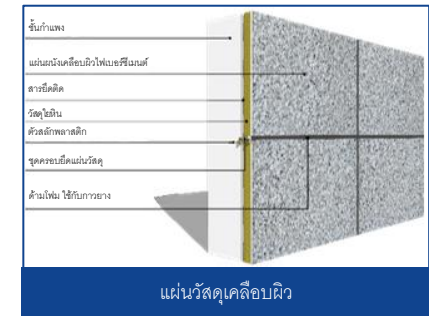 ชั้นกำแพง
แผ่นผนังเคลือบผิวไฟเบอร์ซีเมนต์
สารยึดติด
วัสดุใยหิน
ตัวสลักพลาสติก
ชุดครอบยึดแผ่นวัสดุ
ด้ามโฟม ใช้กับกาวยาง
แผ่นวัสดุเคลือบผิว